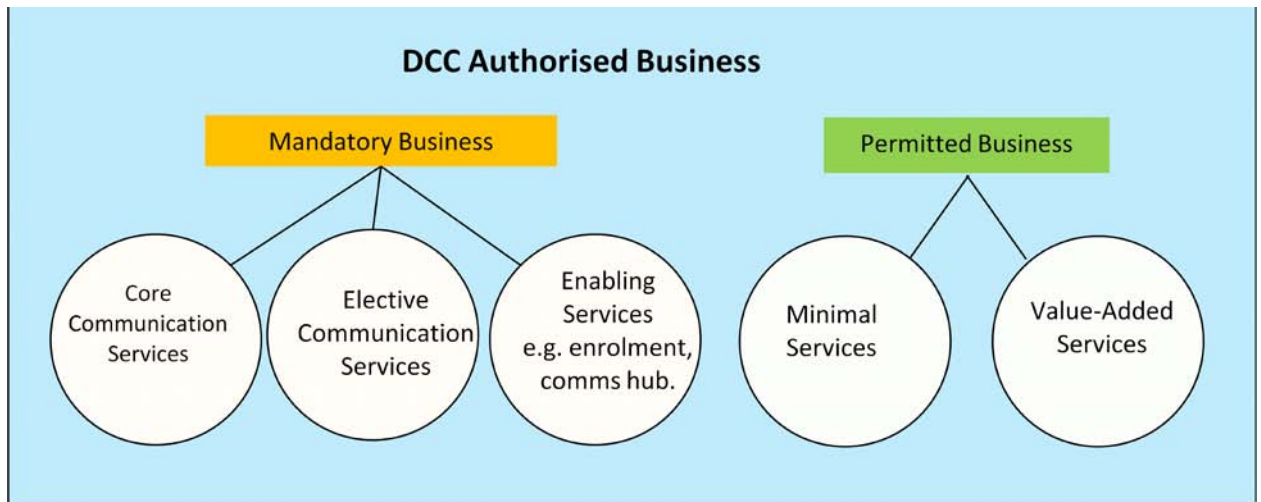 DCC Authorised Business
Mandatory Business
Permitted Business
Core
Communication
Services
Elective
Communication
Services
Enabling
Services
e.g. enrolment,
comms hub.
Minimal
Services
Value-Added
Services